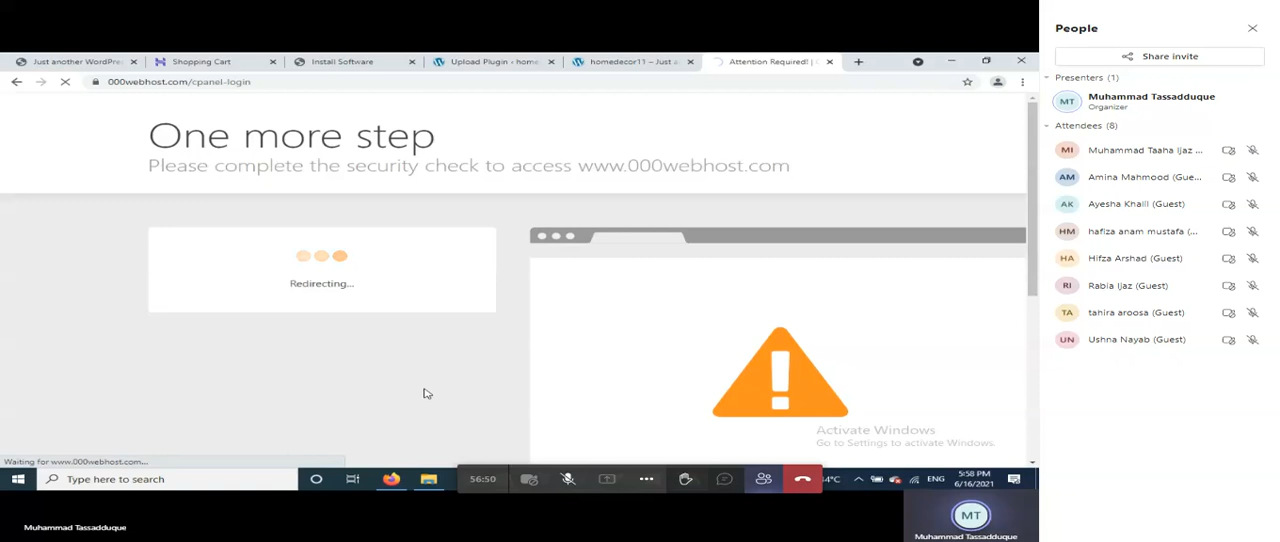 Just another WordPre
Shopping Cart
Install Software
Upload Plugin ‹ home
homedecor11 – Just a
Attention Required! | C
000webhost.com/cpanel-login
One more step
Please complete the security check to access www.000webhost.com
Redirecting...
Activate Windows
Go to Settings to activate Windows.
Waiting for www.000webhost.com...
Type here to search
56:50
4°C
ENG
5:58 PM
6/16/2021
Muhammad Tassadduque
MT
Muhammad Tassadduque
People
Share invite
Presenters (1)
MT
Muhammad Tassadduque
Organizer
Attendees (8)
MI Muhammad Taaha Ijaz ...
AM Amina Mahmood (Gue...
AK Ayesha Khalil (Guest)
HM hafiza anam mustafa (...
HA Hifza Arshad (Guest)
RI Rabia Ijaz (Guest)
TA tahira aroosa (Guest)
UN Ushna Nayab (Guest)